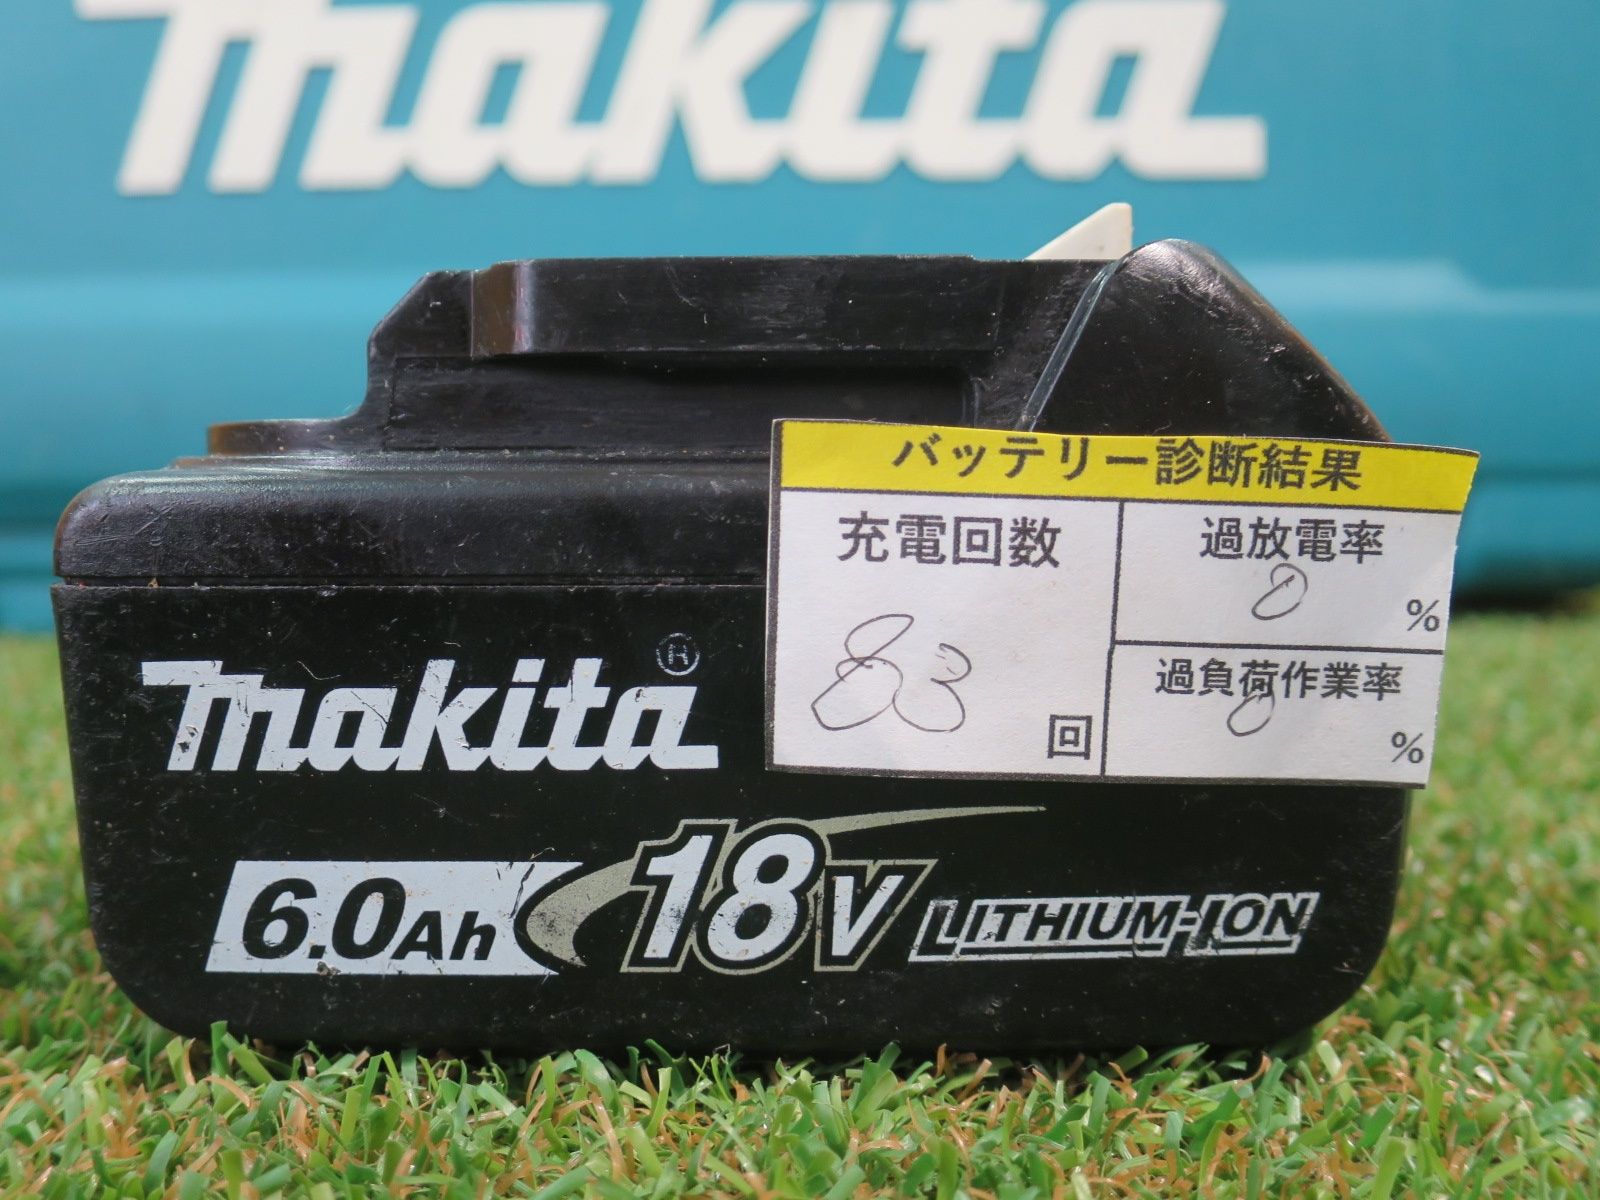 makita
バッテリー診断結果
充電回数
83
回
過放電率
0
%
過負荷作業率
0
%
makita®
6.0Ah 18V LITHIUM-ION